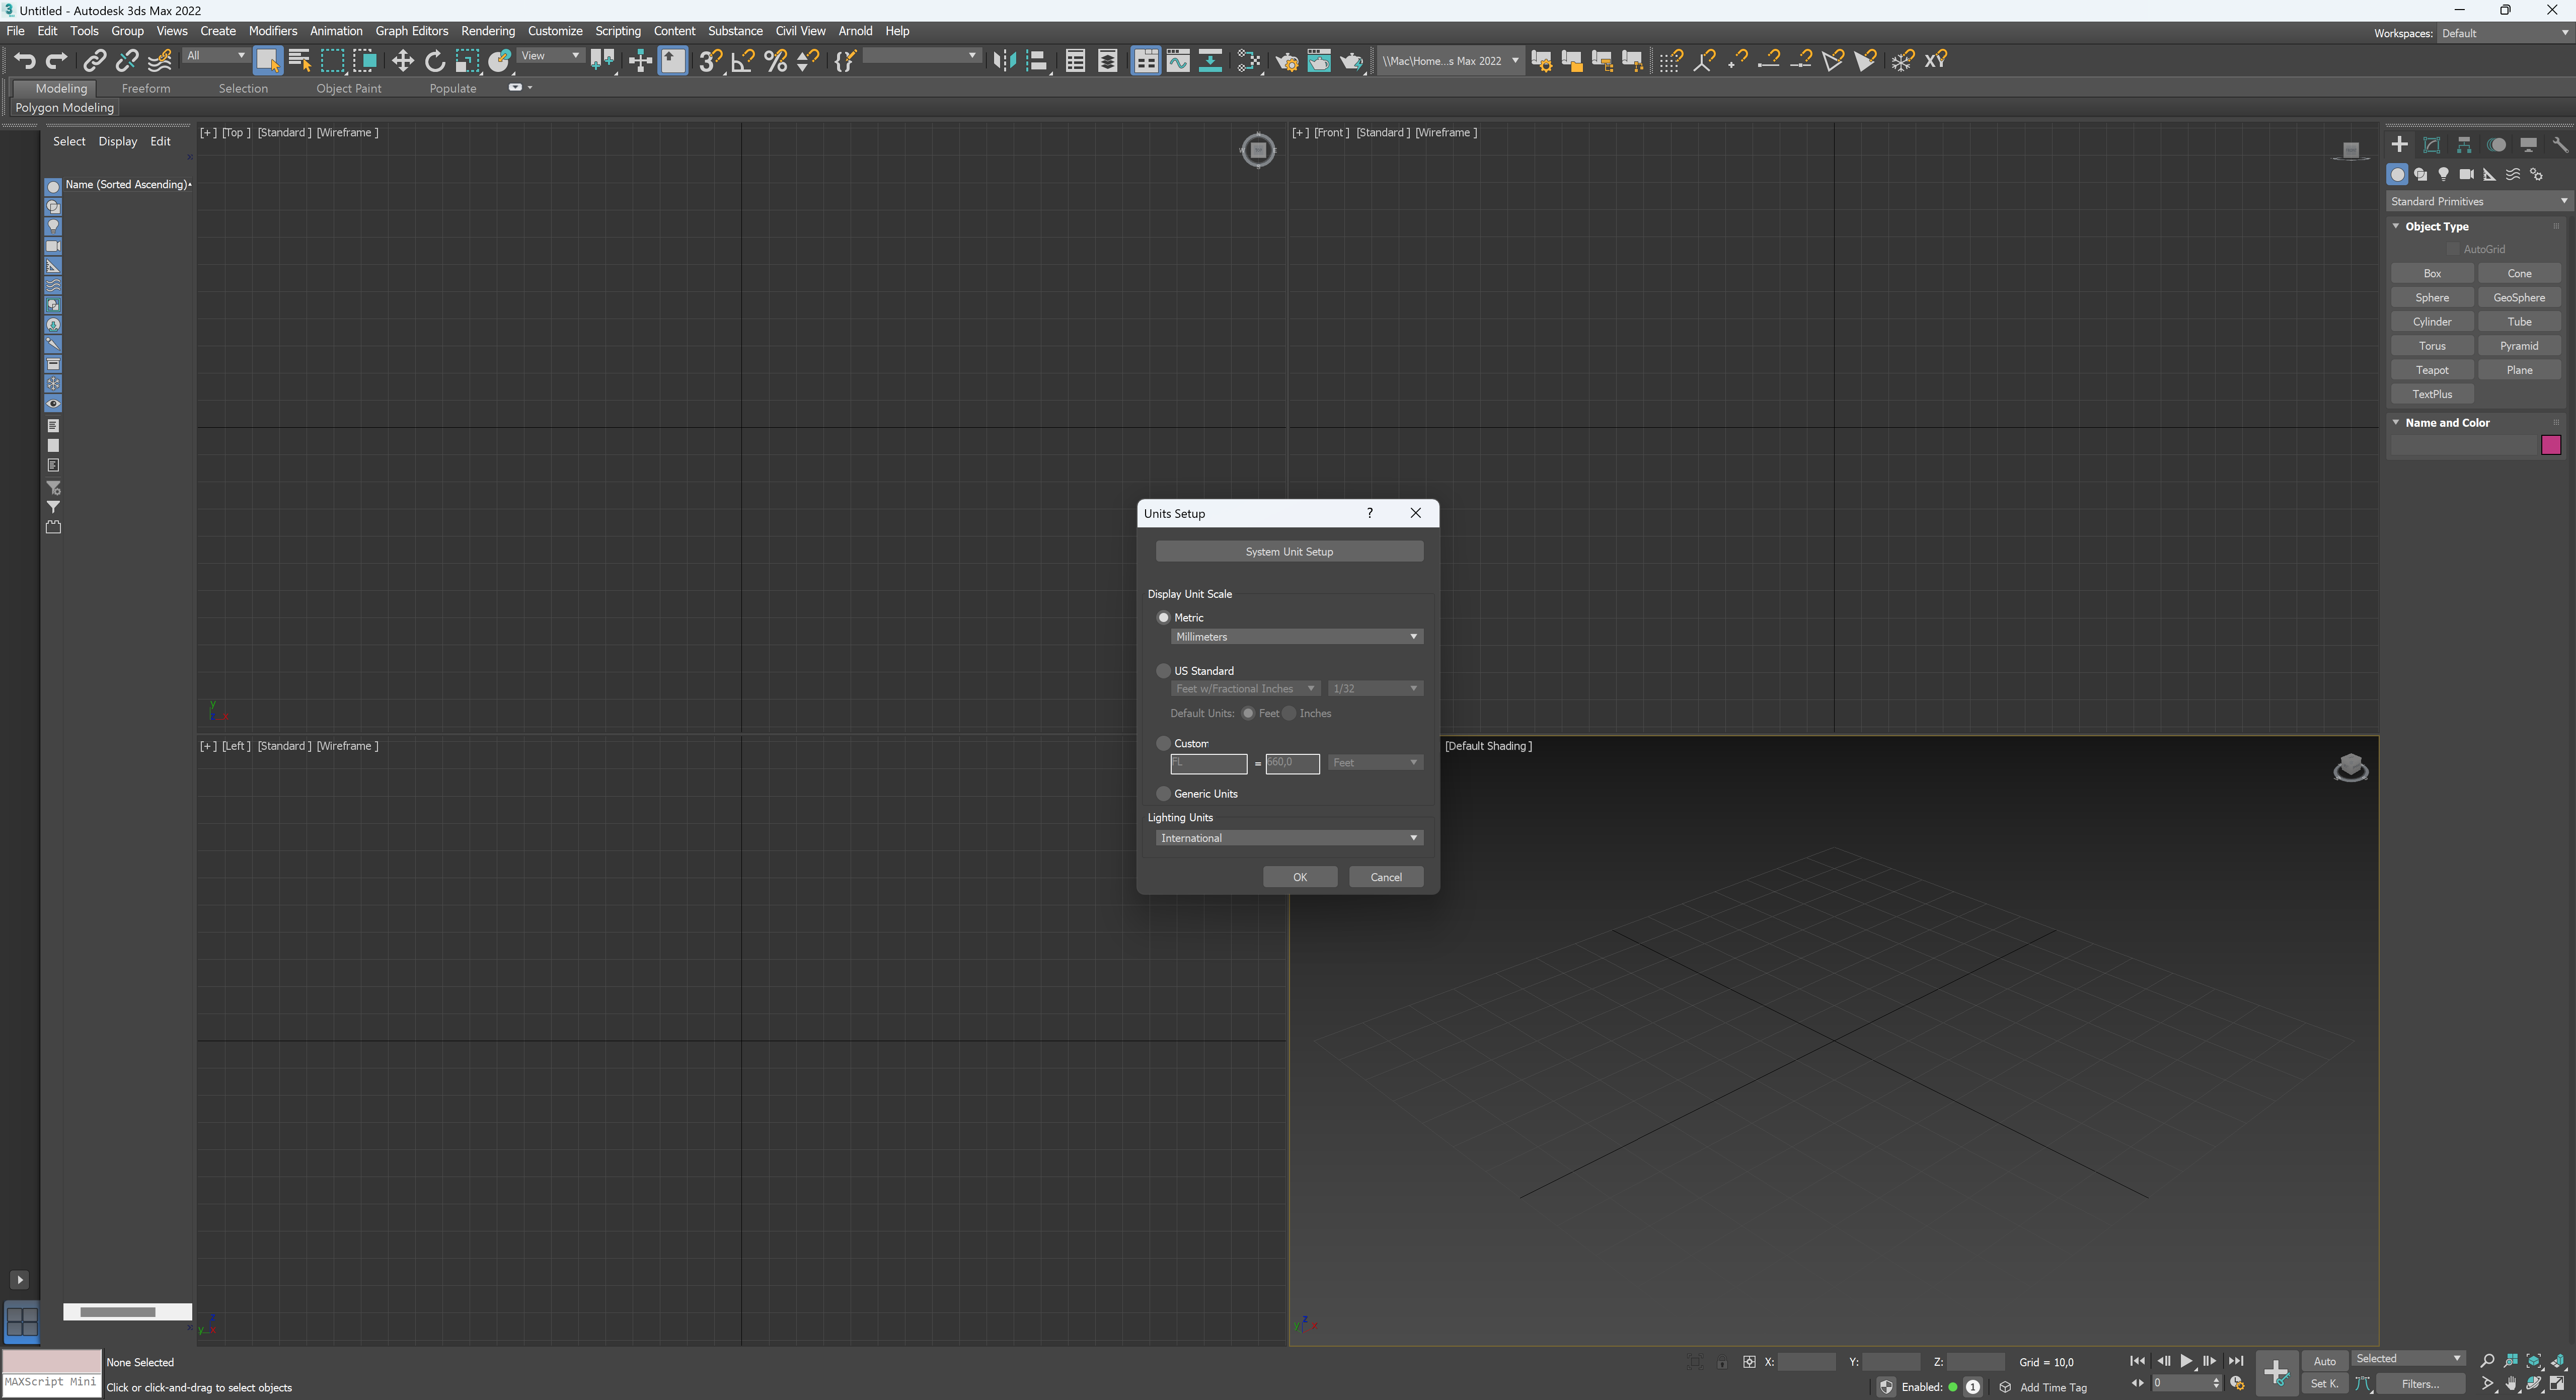 Untitled - Autodesk 3ds Max 2022
File Edit Tools Group Views Create Modifiers Animation Graph Editors Rendering Customize Scripting Content Substance Civil View Arnold Help
Workspaces: Default
All
View
\\Mac\Home...s Max 2022
XY
Modeling Freeform Selection Object Paint Populate
Polygon Modeling
Select Display Edit
Name (Sorted Ascending)
[+] [Top ] [Standard ] [Wireframe ]
[+] [Front ] [Standard ] [Wireframe ]
Standard Primitives
Object Type
AutoGrid
Box Cone
Sphere GeoSphere
Cylinder Tube
Torus Pyramid
Teapot Plane
TextPlus
Name and Color
Units Setup ?
System Unit Setup
Display Unit Scale
Metric
Millimeters
US Standard
Feet w/Fractional Inches 1/32
Default Units: Feet Inches
Custom
FL = 660,0 Feet
Generic Units
Lighting Units
International
OK Cancel
[+] [Left ] [Standard ] [Wireframe ]
[Default Shading ]
None Selected
MAXScript Mini
Click or click-and-drag to select objects
X: Y: Z: Grid = 10,0
Enabled: 1 Add Time Tag
0
Auto Selected
Set K. Filters...